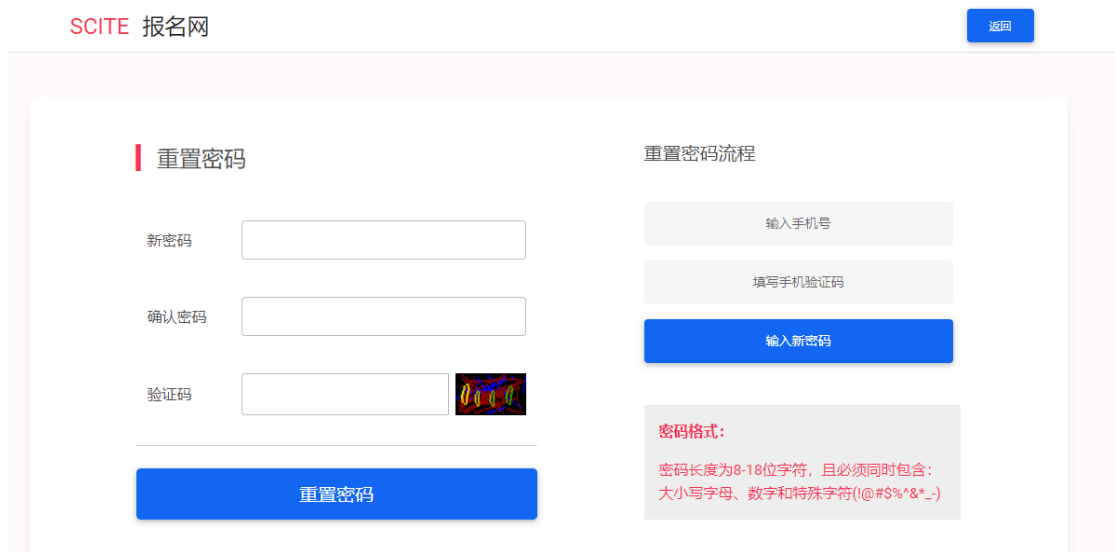 SCITE 报名网
返回
重置密码
新密码
确认密码
验证码
重置密码
重置密码流程
输入手机号
填写手机验证码
输入新密码
密码格式：
密码长度为8-18位字符，且必须同时包含：
大小写字母、数字和特殊字符(!@#$%^&*_-)